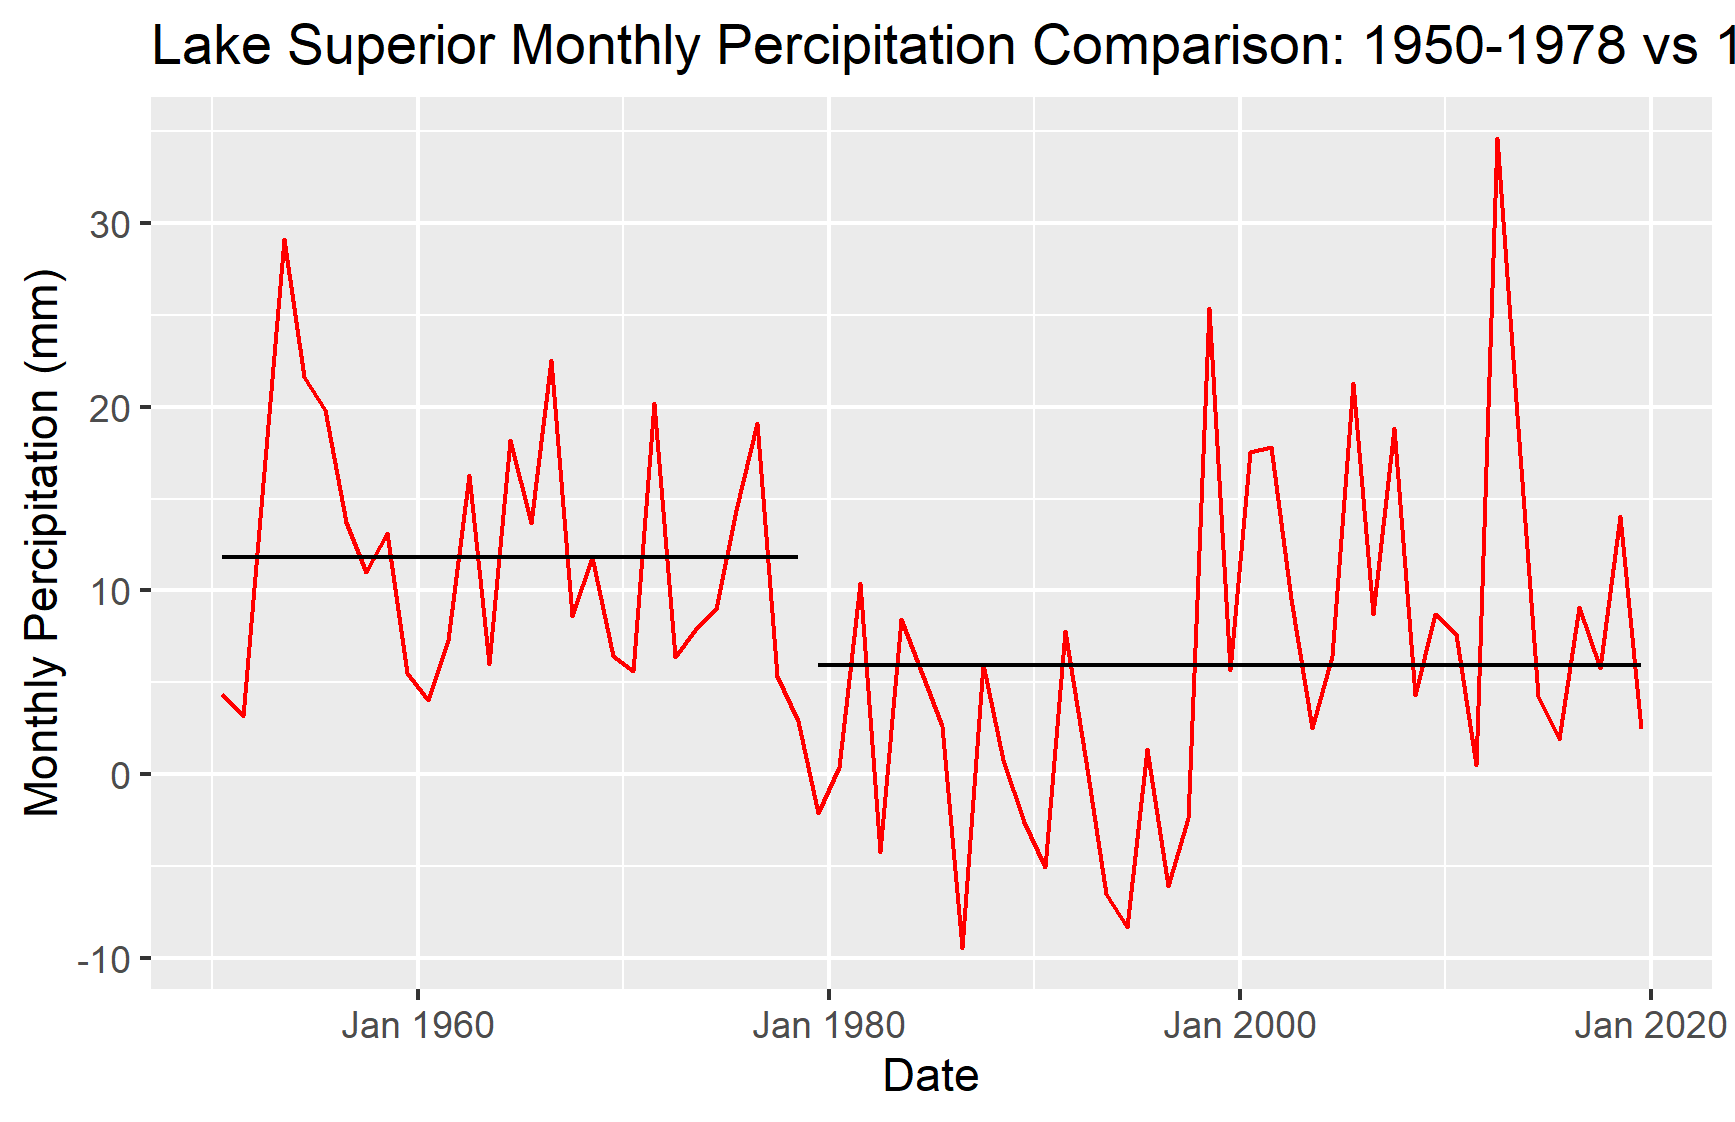 Lake Superior Monthly Percipitation Comparison: 1950-1978 vs 1
Monthly Percipitation (mm)
30
20
10
0
-10
Jan 1960 Jan 1980 Jan 2000 Jan 2020
Date